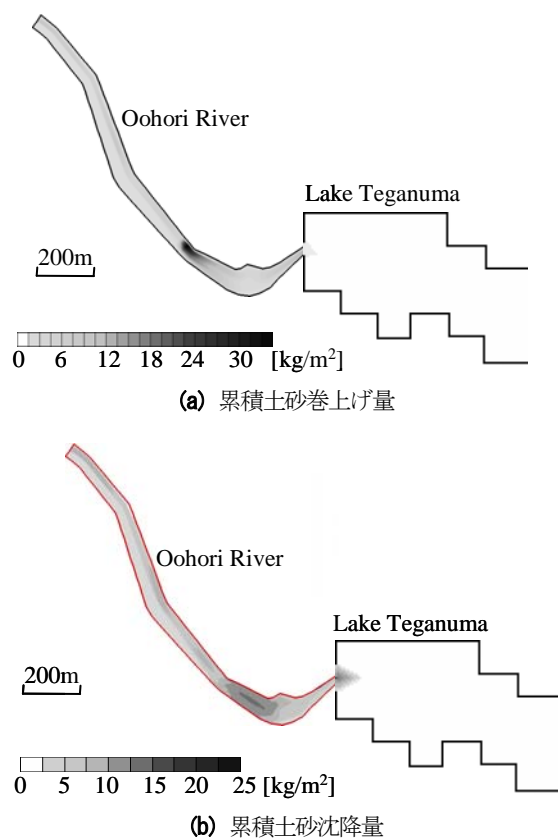 Oohori River
Lake Teganuma
200m
0 6 12 18 24 30 [kg/m²]
(a) 累積土砂巻上げ量
Oohori River
Lake Teganuma
200m
0 5 10 15 20 25 [kg/m²]
(b) 累積土砂沈降量